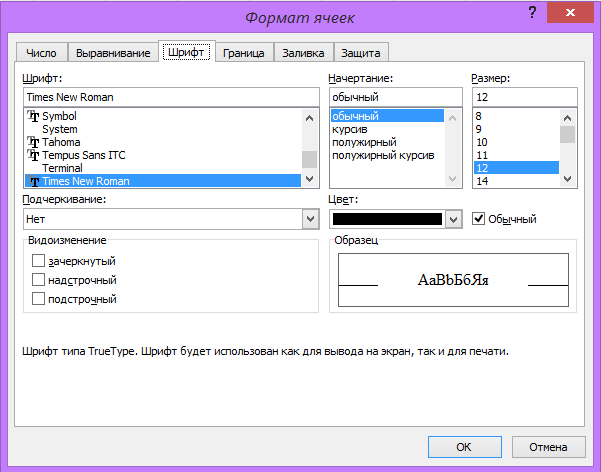 Формат ячеек
?
Число Выравнивание Шрифт Граница Заливка Защита
Шрифт: Начертание: Размер:
Times New Roman обычный 12
Symbol обычный 8
System курсив 9
Tahoma полужирный 10
Tempus Sans ITC полужирный курсив 11
Terminal 12
Times New Roman 14
Подчеркивание: Цвет:
Нет Обычный
Видоизменение Образец
зачеркнутый
надстрочный АаВbБбЯя
подстрочный
Шрифт типа TrueType. Шрифт будет использован как для вывода на экран, так и для печати.
ОК Отмена